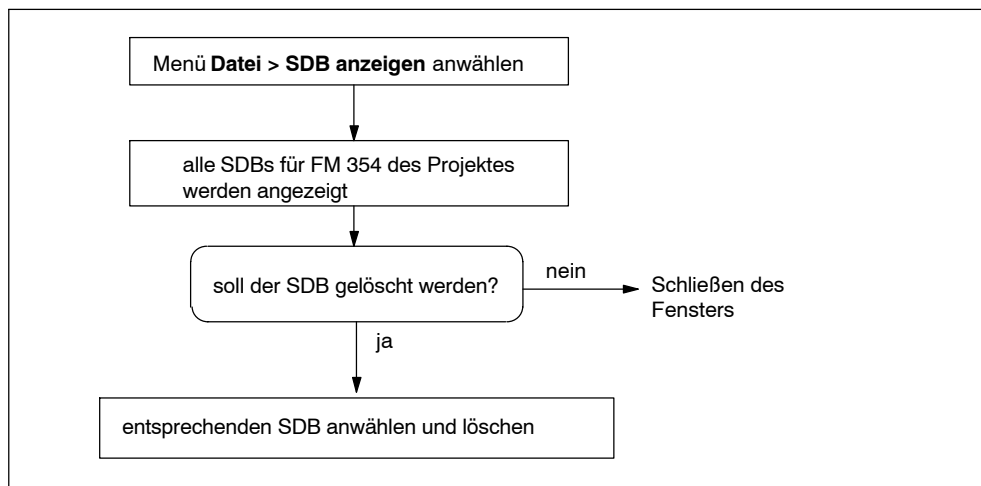 Menü Datei > SDB anzeigen anwählen
alle SDBs für FM 354 des Projektes
werden angezeigt
soll der SDB gelöscht werden?
nein
Schließen des
Fensters
ja
entsprechenden SDB anwählen und löschen